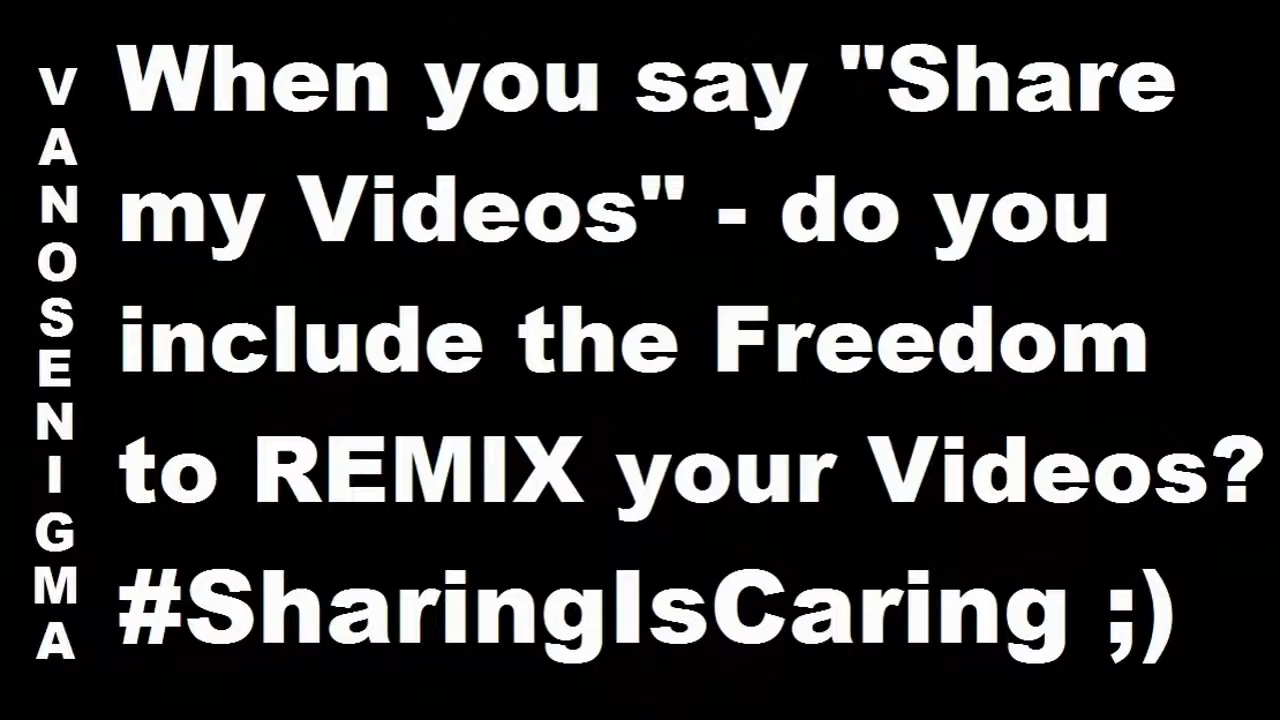 VANOSENIGMA
When you say "Share
my Videos" - do you
include the Freedom
to REMIX your Videos?
#SharingIsCaring ;)